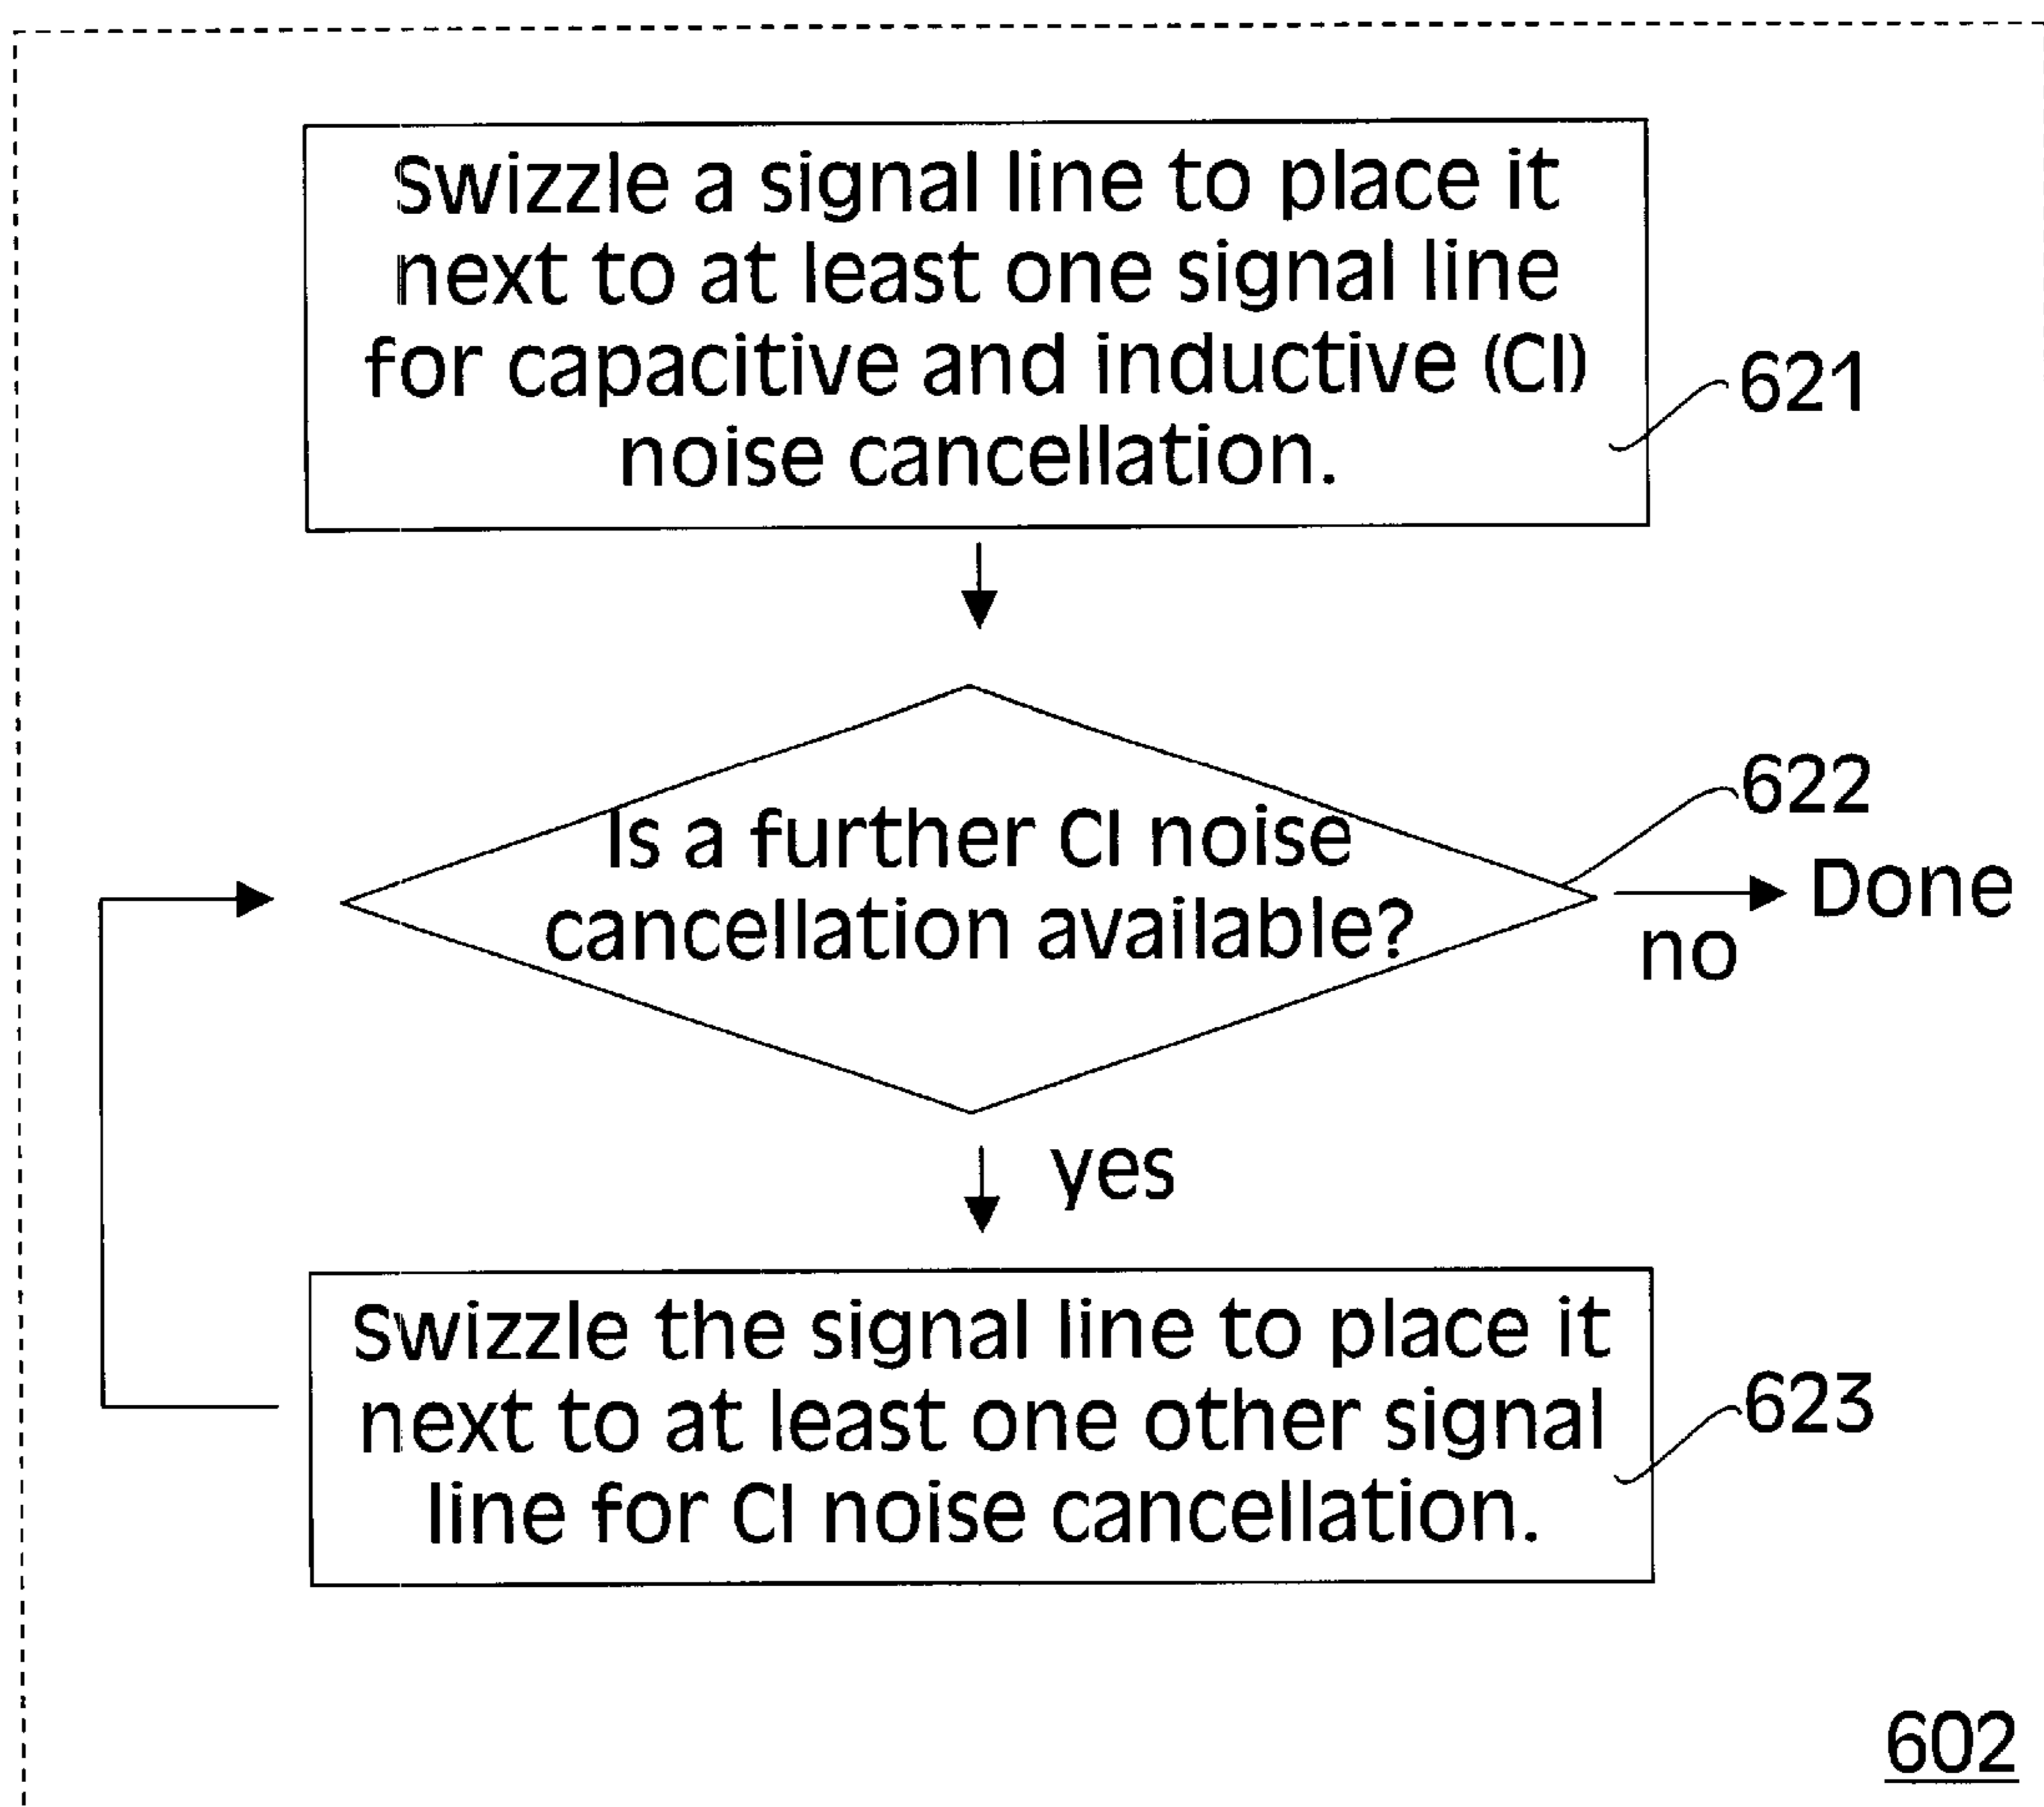 Swizzle a signal line to place it
next to at least one signal line
for capacitive and inductive (CI)
noise cancellation.
621
622
Is a further CI noise
cancellation available?
Done
no
yes
Swizzle the signal line to place it
next to at least one other signal
line for CI noise cancellation.
623
602